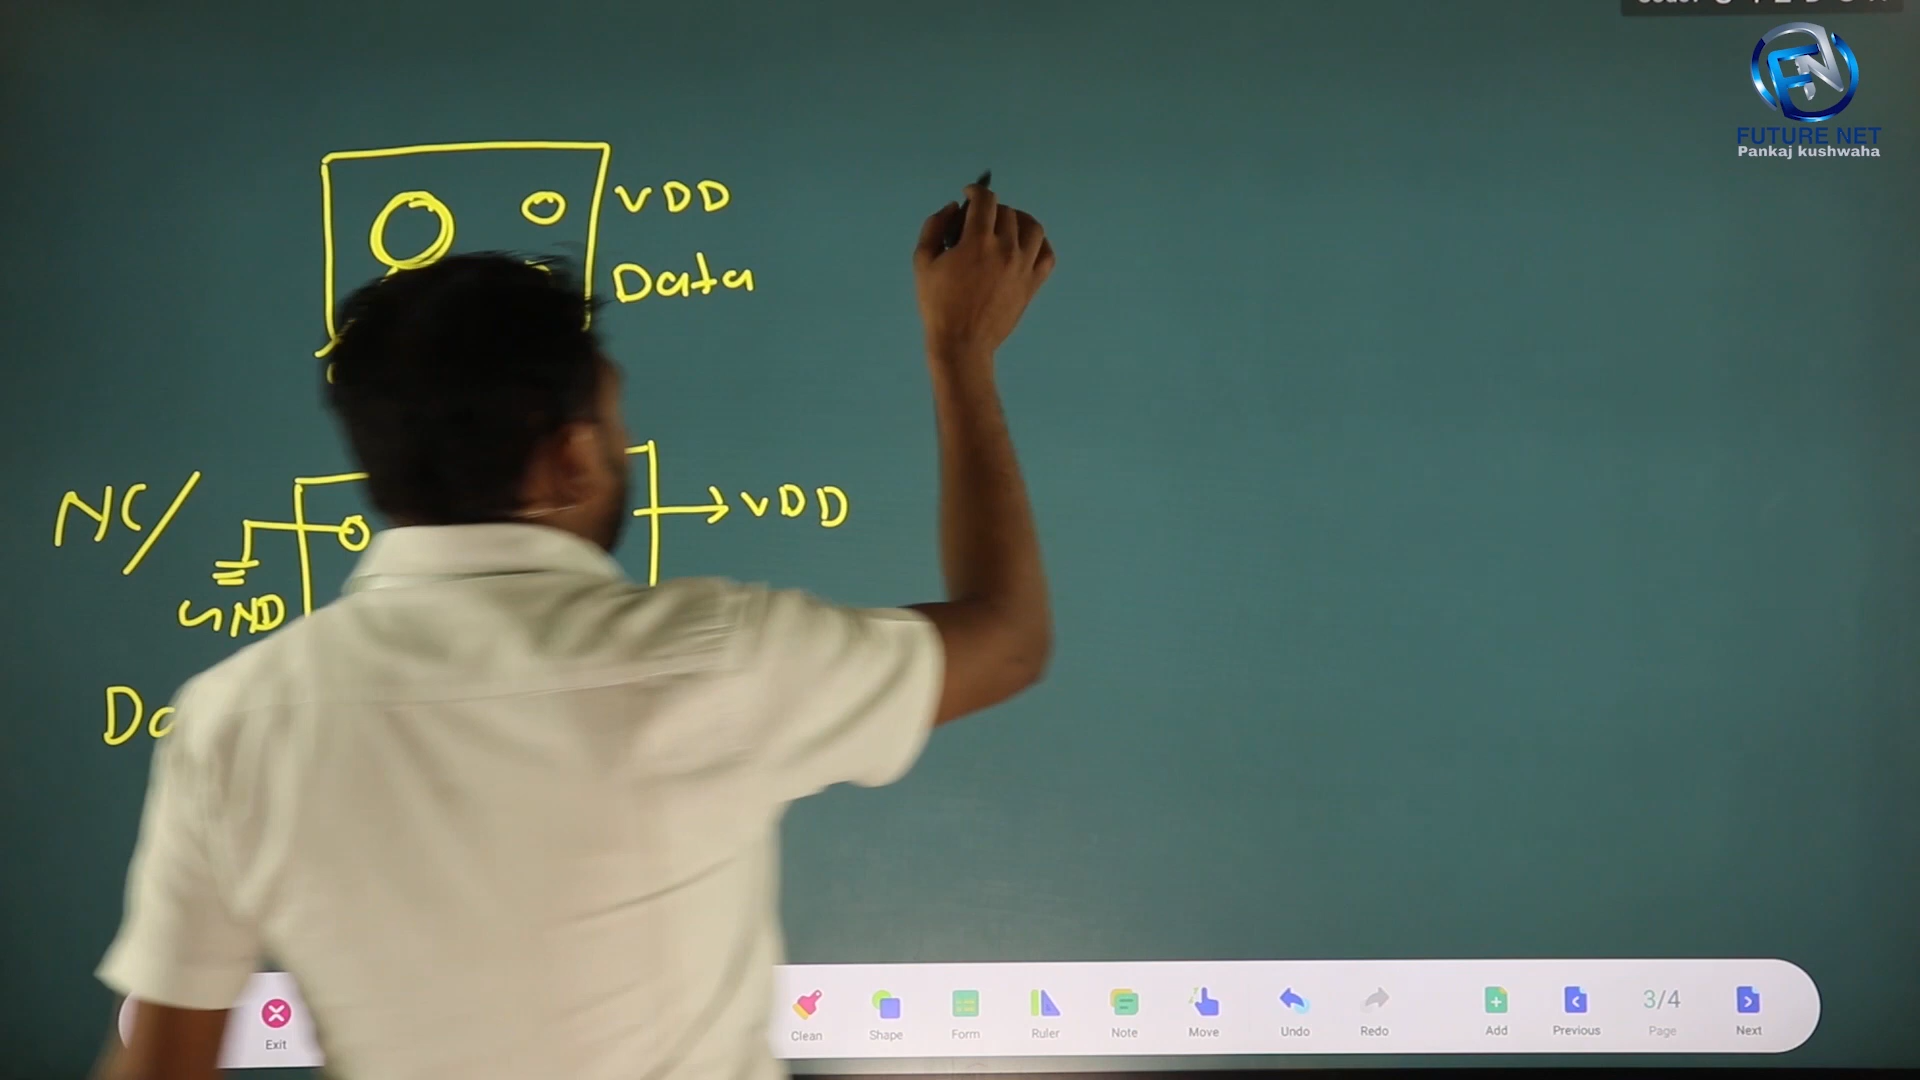 FUTURE NET
Pankaj kushwaha
VDD
Data
NC/
VDD
GND
Exit
Clean
Shape
Form
Ruler
Note
Move
Undo
Redo
Add
Previous
3/4
Page
Next